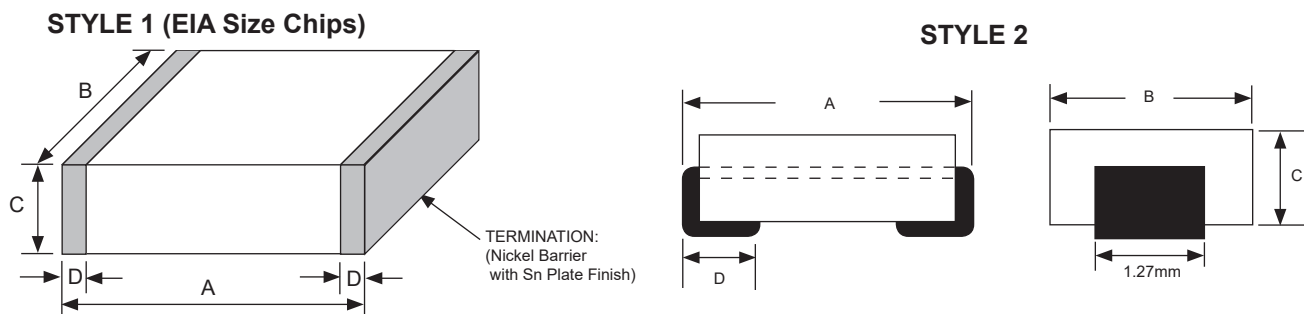 STYLE 1 (EIA Size Chips)
B
C
D
A
D
TERMINATION:
(Nickel Barrier
with Sn Plate Finish)
STYLE 2
A
D
B
C
1.27mm